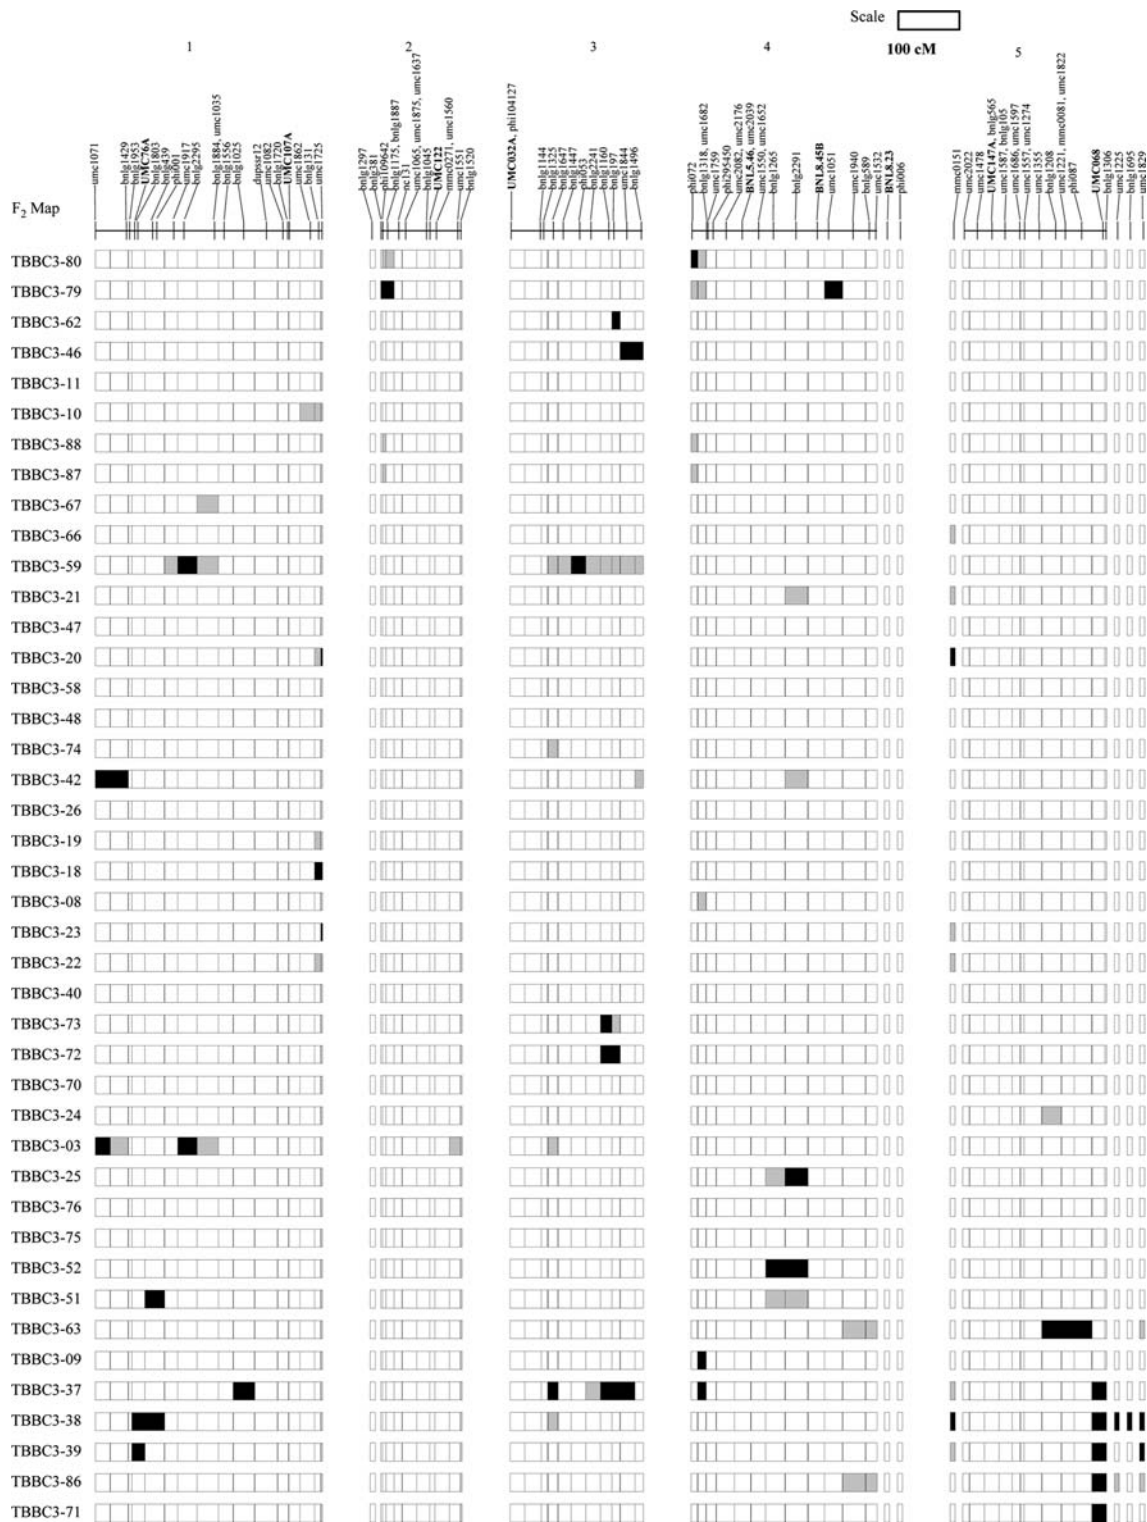 Scale
100 cM
1
2
3
4
5
umc1071
bnlg1429
bnlg1953
UMC76A
bnlg1803
bnlg439
phi001
umc1917
bnlg2295
bnlg1884, umc1035
bnlg1556
bnlg1025
dupssr12
umc1082
bnlg1720
UMC107A
umc1862
bnlg131
umc1725
bnlg1297
bnlg381
phi109642
bnlg1175, bnlg1887
nc131
umc1065, umc1875, umc1637
bnlg1045
UMC122
mmc0271, umc1560
umc1551
bnlg1520
UMC032A, phi104127
bnlg1144
bnlg1325
bnlg1647
bnlg1447
phi053
bnlg2241
bnlg1160
bnlg197
umc1844
bnlg1496
phi072
bnlg1318, umc1682
umc1759
phi295450
umc2082, umc2176
BNL5.46, umc2039
umc1550, umc1652
bnlg1265
bnlg2291
BNL8.45B
umc1051
umc1940
bnlg589
umc1532
BNL8.23
phi006
mmc0151
umc2022
umc1478
UMC147A, bnlg565
umc1587, bnlg105
umc1686, umc1597
umc1557, umc1274
umc1355
bnlg1208
umc1221, mmc0081, umc1822
phi087
UMC068
bnlg1306
umc1225
bnlg1695
umc1829
F2 Map
TBBC3-80
TBBC3-79
TBBC3-62
TBBC3-46
TBBC3-11
TBBC3-10
TBBC3-88
TBBC3-87
TBBC3-67
TBBC3-66
TBBC3-59
TBBC3-21
TBBC3-47
TBBC3-20
TBBC3-58
TBBC3-48
TBBC3-74
TBBC3-42
TBBC3-26
TBBC3-19
TBBC3-18
TBBC3-08
TBBC3-23
TBBC3-22
TBBC3-40
TBBC3-73
TBBC3-72
TBBC3-70
TBBC3-24
TBBC3-03
TBBC3-25
TBBC3-76
TBBC3-75
TBBC3-52
TBBC3-51
TBBC3-63
TBBC3-09
TBBC3-37
TBBC3-38
TBBC3-39
TBBC3-86
TBBC3-71